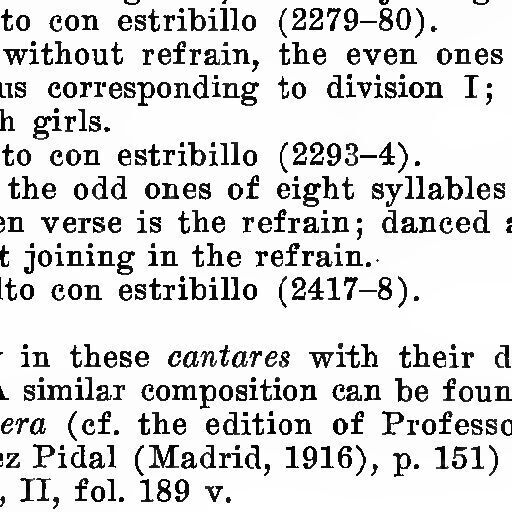 to con estribillo (2279–80).
without refrain, the even ones
us corresponding to division I;
h girls.
to con estribillo (2293–4).
the odd ones of eight syllables
en verse is the refrain; danced
t joining in the refrain.
lto con estribillo (2417–8).
in these cantares with their d
similar composition can be foun
era (cf. the edition of Professo
ez Pidal (Madrid, 1916), p. 151)
, II, fol. 189 v.